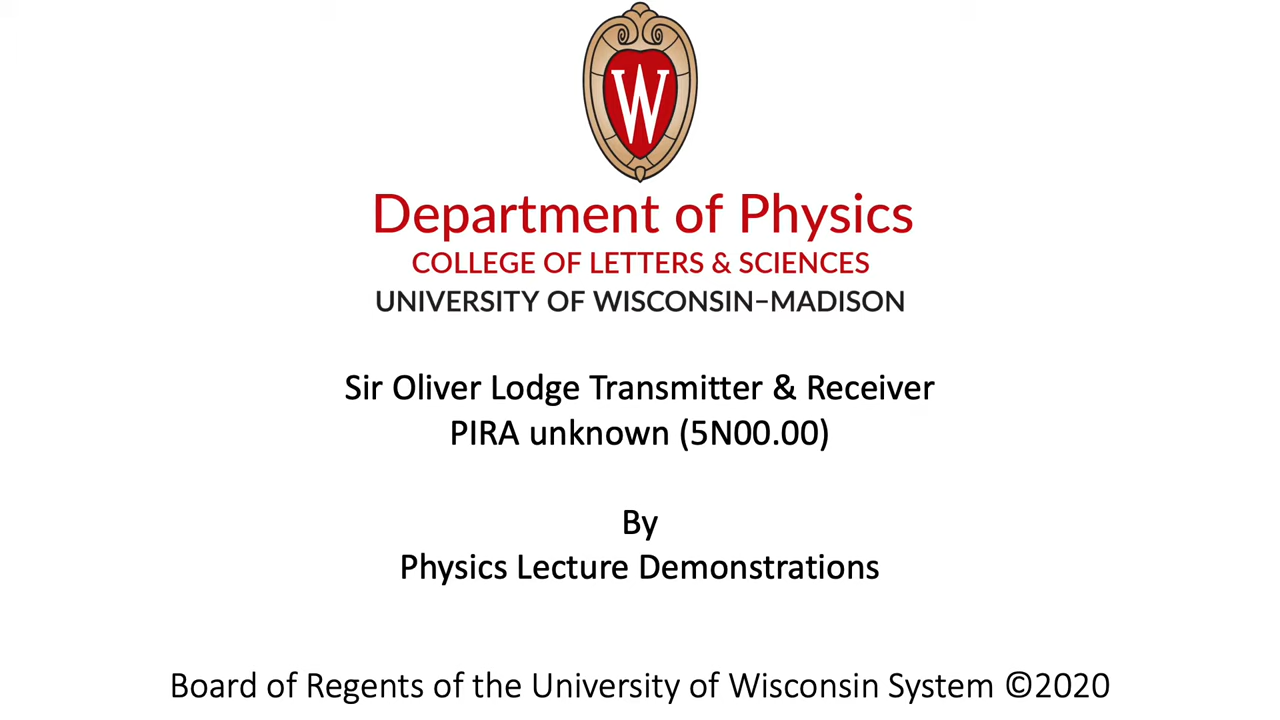 W
Department of Physics
COLLEGE OF LETTERS & SCIENCES
UNIVERSITY OF WISCONSIN–MADISON
Sir Oliver Lodge Transmitter & Receiver
PIRA unknown (5N00.00)
By
Physics Lecture Demonstrations
Board of Regents of the University of Wisconsin System ©2020